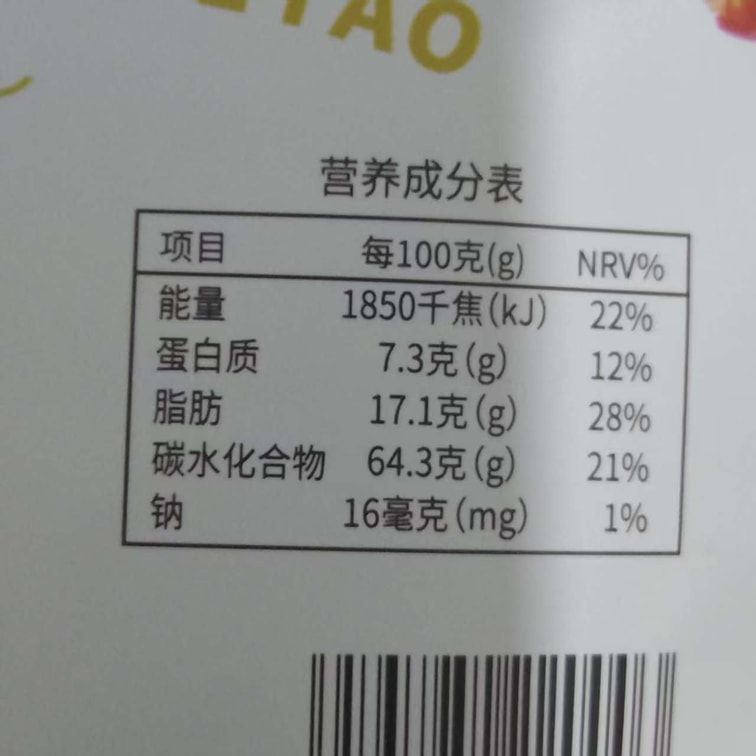 TAO
营养成分表
项目 每100克(g) NRV%
能量 1850千焦(kJ) 22%
蛋白质 7.3克(g) 12%
脂肪 17.1克(g) 28%
碳水化合物 64.3克(g) 21%
钠 16毫克(mg) 1%